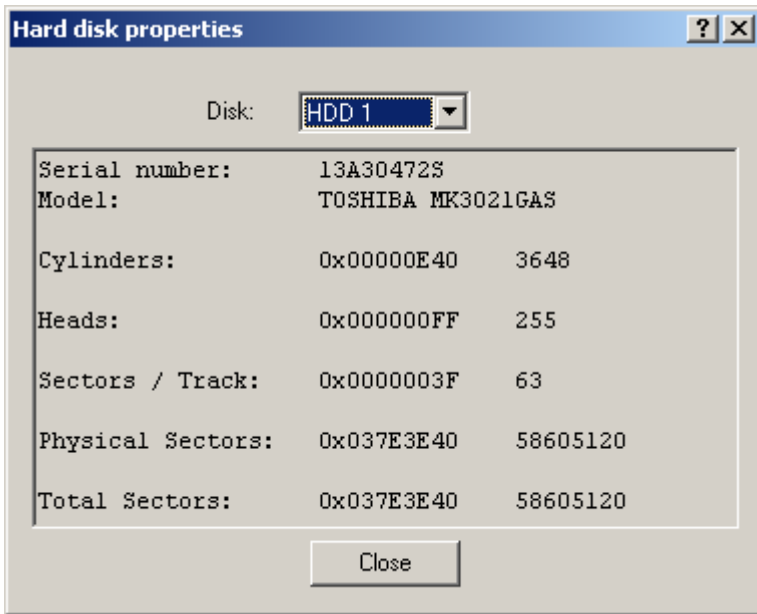 Hard disk properties
Disk: HDD 1
Serial number: 13A30472S
Model: TOSHIBA MK3021GAS
Cylinders: 0x00000E40 3648
Heads: 0x000000FF 255
Sectors / Track: 0x0000003F 63
Physical Sectors: 0x037E3E40 58605120
Total Sectors: 0x037E3E40 58605120
Close